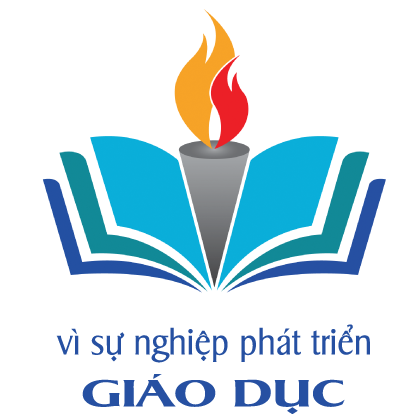 vì sự nghiệp phát triển
GIÁO DỤC